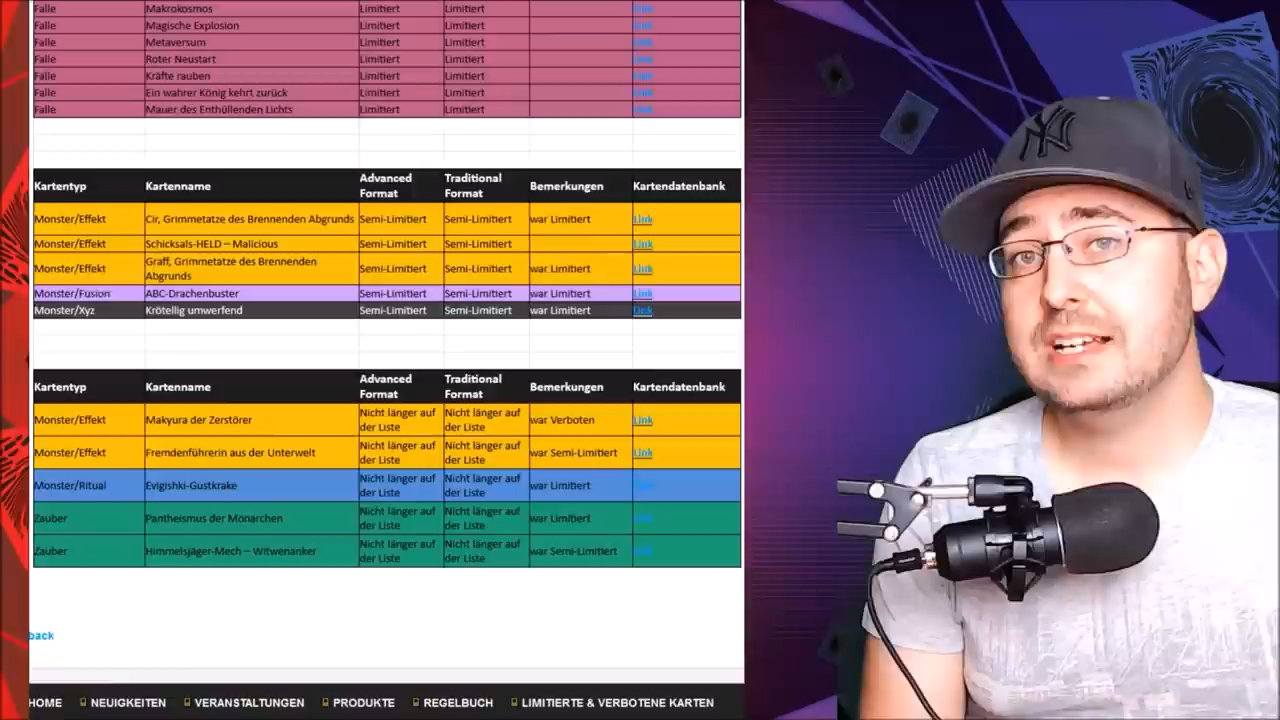 Falle Makrokosmos Limitiert Limitiert Link
Falle Magische Explosion Limitiert Limitiert Link
Falle Metaversum Limitiert Limitiert Link
Falle Roter Neustart Limitiert Limitiert Link
Falle Kräfte rauben Limitiert Limitiert Link
Falle Ein wahrer König kehrt zurück Limitiert Limitiert Link
Falle Mauer des Enthüllenden Lichts Limitiert Limitiert Link
Kartentyp Kartenname Advanced Format Traditional Format Bemerkungen Kartendatenbank
Monster/Effekt Cir, Grimmetatze des Brennenden Abgrunds Semi-Limitiert Semi-Limitiert war Limitiert Link
Monster/Effekt Schicksals-HELD – Malicious Semi-Limitiert Semi-Limitiert Link
Monster/Effekt Graff, Grimmetatze des Brennenden Abgrunds Semi-Limitiert Semi-Limitiert war Limitiert Link
Monster/Fusion ABC-Drachenbuster Semi-Limitiert Semi-Limitiert war Limitiert Link
Monster/Xyz Krötellig umwerfend Semi-Limitiert Semi-Limitiert war Limitiert Link
Kartentyp Kartenname Advanced Format Traditional Format Bemerkungen Kartendatenbank
Monster/Effekt Makyura der Zerstörer Nicht länger auf der Liste Nicht länger auf der Liste war Verboten Link
Monster/Effekt Fremdenführerin aus der Unterwelt Nicht länger auf der Liste Nicht länger auf der Liste war Semi-Limitiert Link
Monster/Ritual Evigishki-Gustkrake Nicht länger auf der Liste Nicht länger auf der Liste war Limitiert
Zauber Pantheismus der Monarchen Nicht länger auf der Liste Nicht länger auf der Liste war Limitiert
Zauber Himmelsjäger-Mech – Witwenanker Nicht länger auf der Liste Nicht länger auf der Liste war Semi-Limitiert
back
HOME NEUIGKEITEN VERANSTALTUNGEN PRODUKTE REGELBUCH LIMITIERTE & VERBOTENE KARTEN
NY